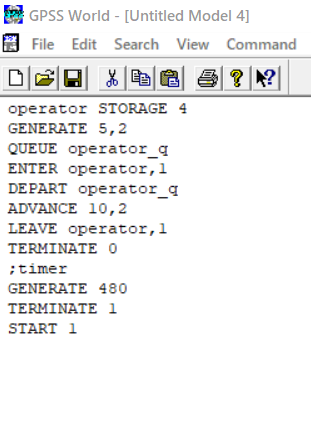 GPSS World - [Untitled Model 4]
File Edit Search View Command
operator STORAGE 4
GENERATE 5,2
QUEUE operator_q
ENTER operator,1
DEPART operator_q
ADVANCE 10,2
LEAVE operator,1
TERMINATE 0
;timer
GENERATE 480
TERMINATE 1
START 1